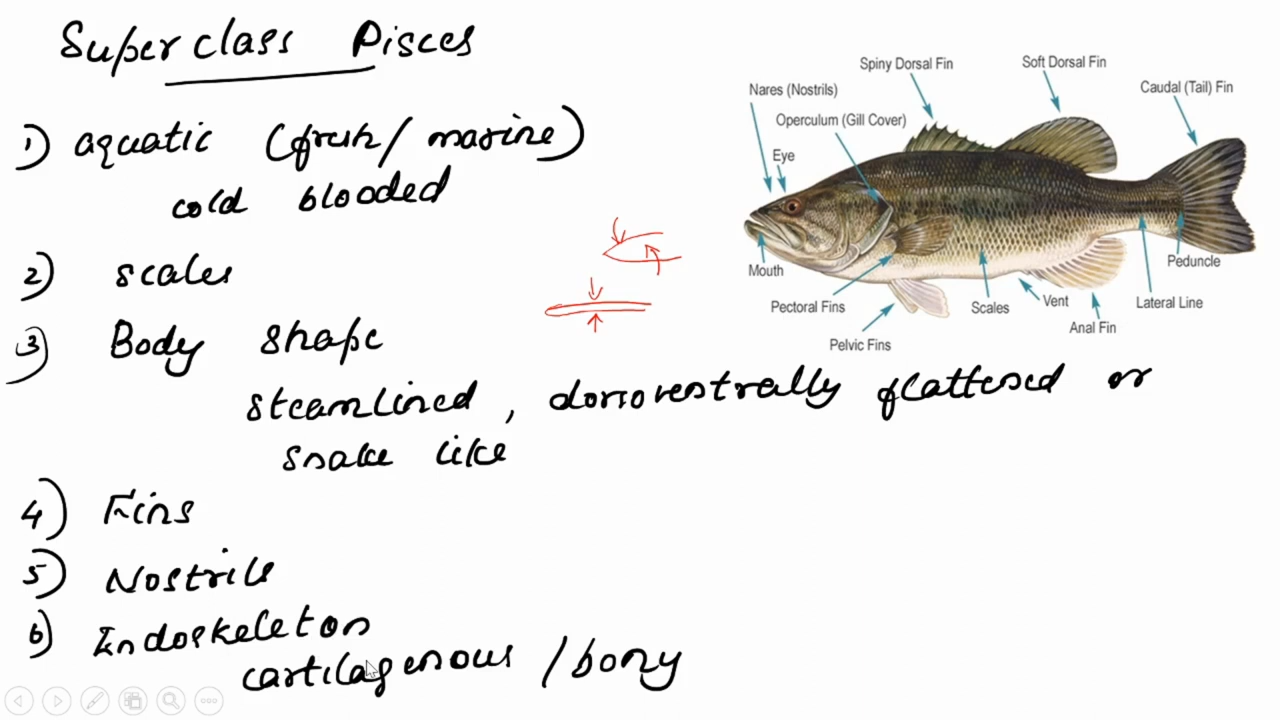 Superclass Pisces
1) aquatic (fresh/marine)
cold blooded
2) scales
3) Body shape
steamlined, dorsoventrally flattened or
snake like
4) Fins
5) Nostrils
6) Endoskeleton
cartilagenous / bony
Spiny Dorsal Fin
Soft Dorsal Fin
Nares (Nostrils)
Caudal (Tail) Fin
Operculum (Gill Cover)
Eye
Mouth
Peduncle
Pectoral Fins
Scales
Vent
Lateral Line
Anal Fin
Pelvic Fins